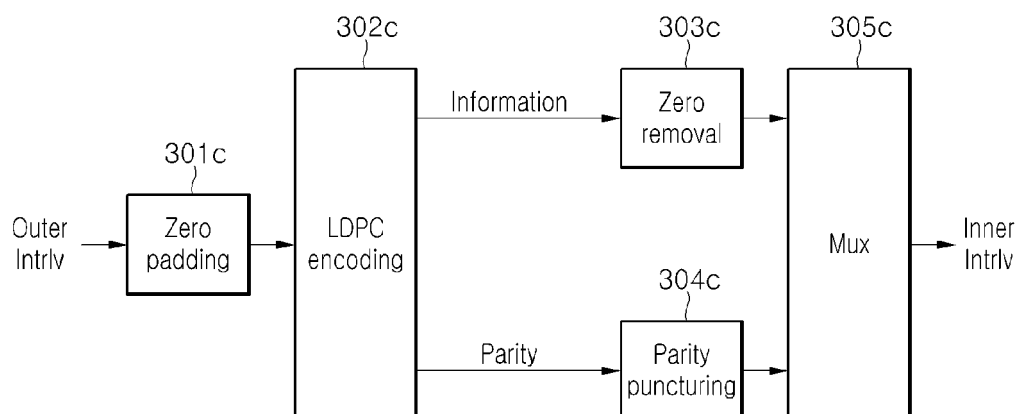 302c
303c
305c
Information
Zero
removal
301c
Outer
Intrlv
Zero
padding
LDPC
encoding
Mux
Inner
Intrlv
304c
Parity
Parity
puncturing